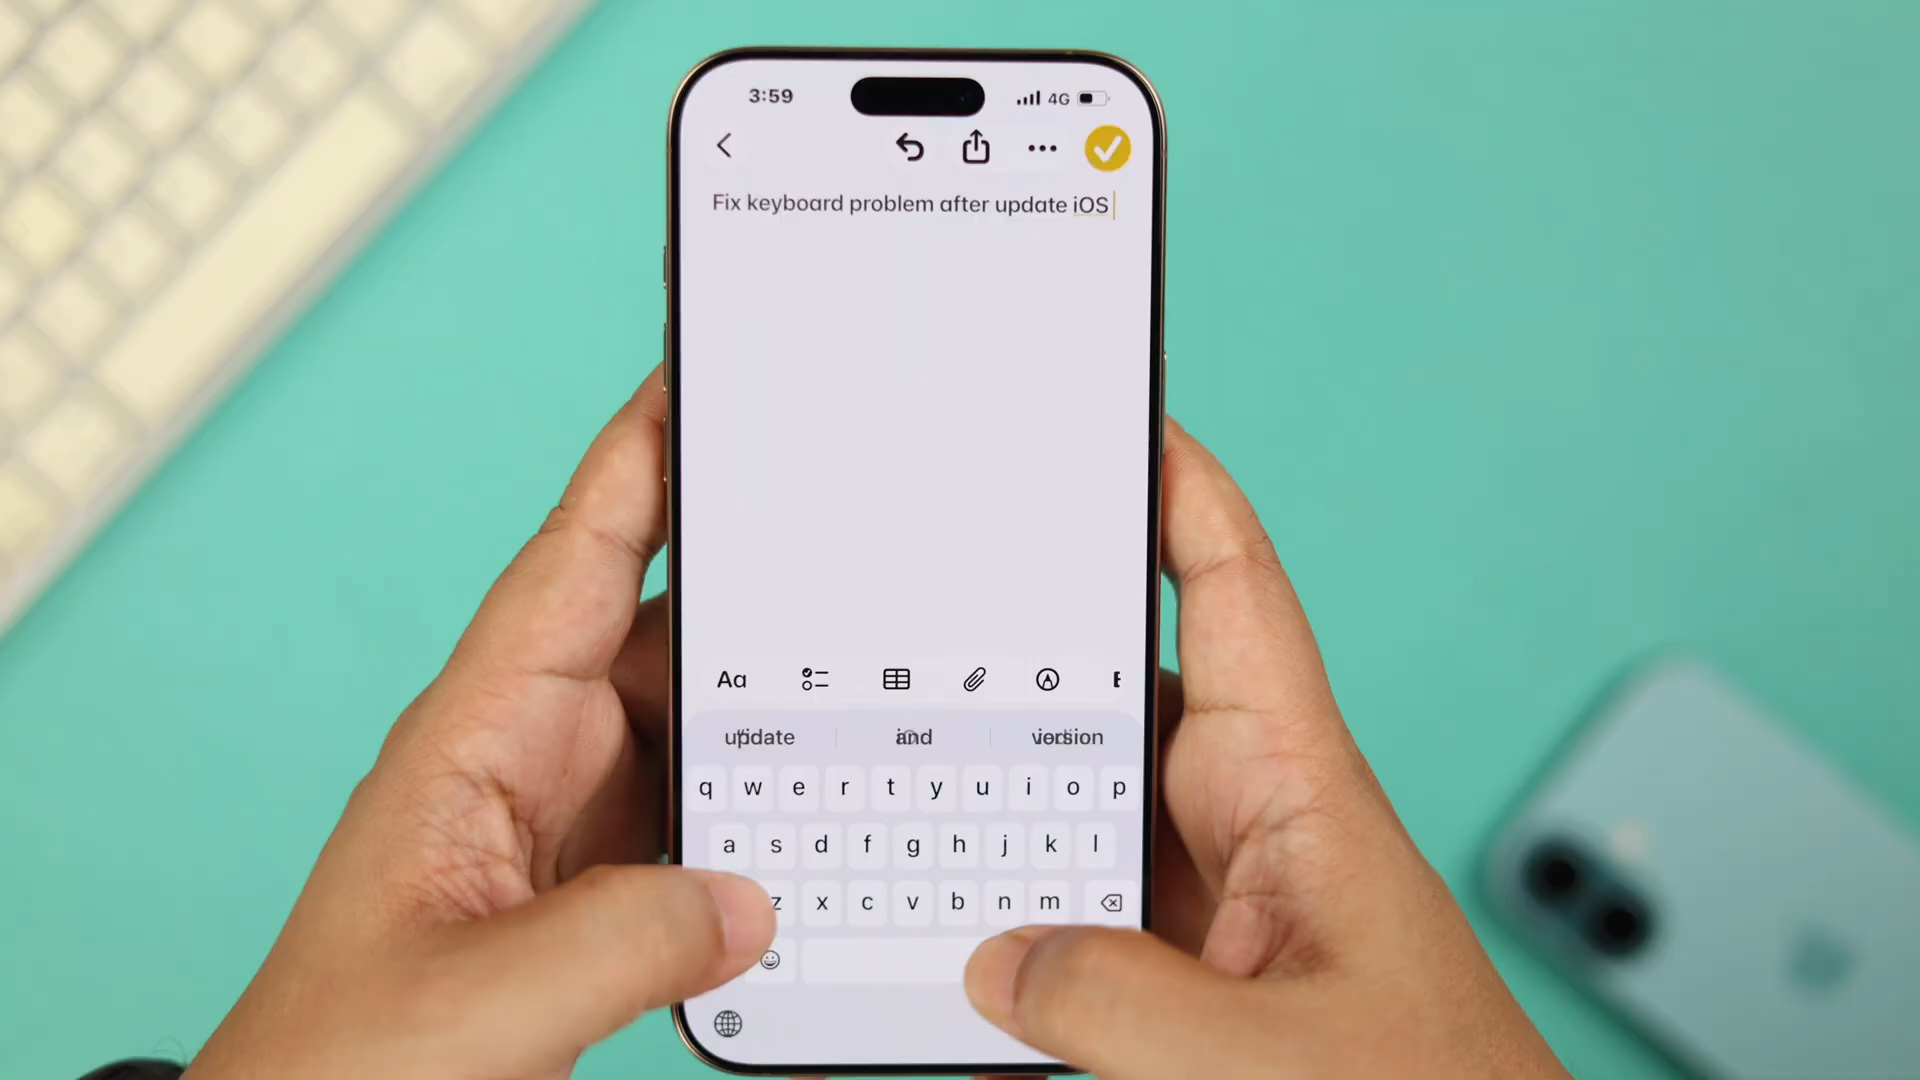 3:59 4G
Fix keyboard problem after update iOS
Aa
update and version
q w e r t y u i o p
a s d f g h j k l
z x c v b n m